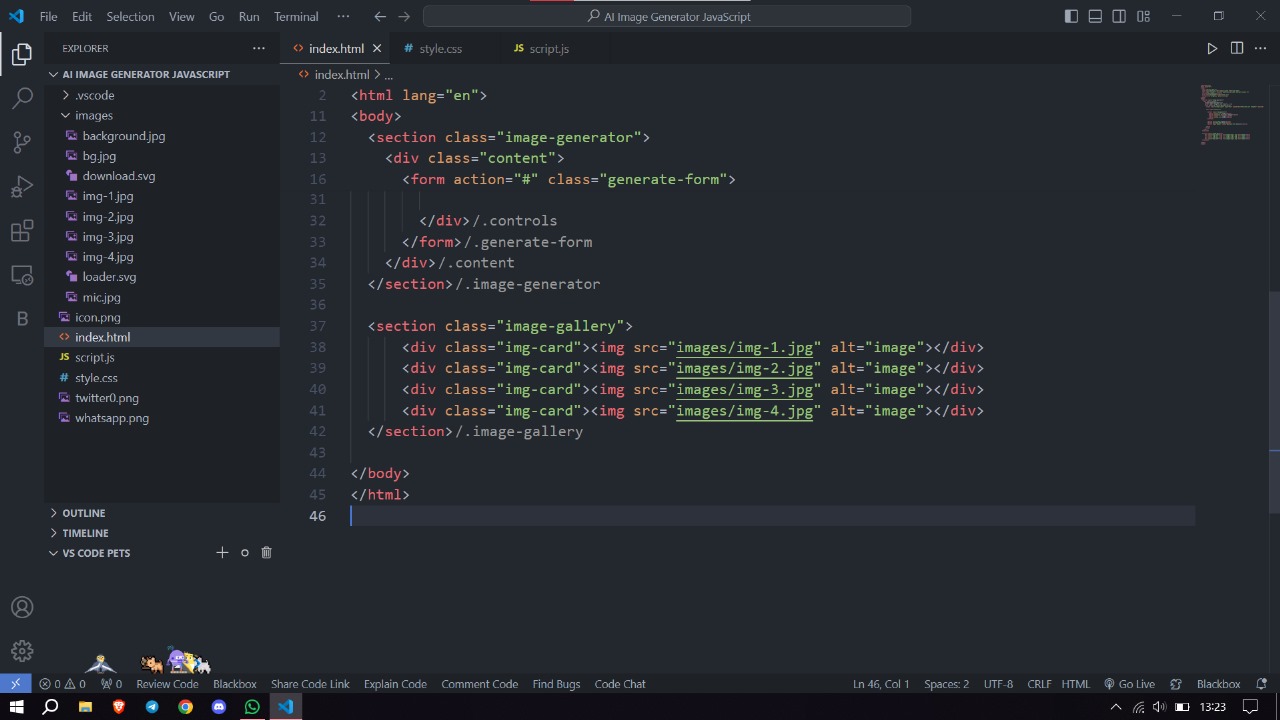 File Edit Selection View Go Run Terminal ··· AI Image Generator JavaScript
EXPLORER ···
AI IMAGE GENERATOR JAVASCRIPT
.vscode
images
background.jpg
bg.jpg
download.svg
img-1.jpg
img-2.jpg
img-3.jpg
img-4.jpg
loader.svg
mic.jpg
icon.png
<> index.html
JS script.js
# style.css
twitter0.png
whatsapp.png
OUTLINE
TIMELINE
VS CODE PETS
B
<> index.html # style.css JS script.js
<> index.html > ...
2 <html lang="en">
11 <body>
12 <section class="image-generator">
13 <div class="content">
16 <form action="#" class="generate-form">
31
32 </div>/.controls
33 </form>/.generate-form
34 </div>/.content
35 </section>/.image-generator
36
37 <section class="image-gallery">
38 <div class="img-card"><img src="images/img-1.jpg" alt="image"></div>
39 <div class="img-card"><img src="images/img-2.jpg" alt="image"></div>
40 <div class="img-card"><img src="images/img-3.jpg" alt="image"></div>
41 <div class="img-card"><img src="images/img-4.jpg" alt="image"></div>
42 </section>/.image-gallery
43
44 </body>
45 </html>
46
0 0 0 Review Code Blackbox Share Code Link Explain Code Comment Code Find Bugs Code Chat Ln 46, Col 1 Spaces: 2 UTF-8 CRLF HTML Go Live Blackbox
13:23